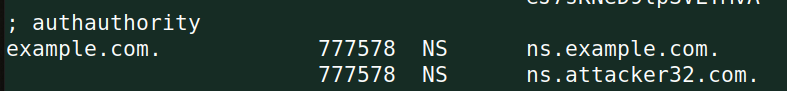 ; authauthority
example.com. 777578 NS ns.example.com.
777578 NS ns.attacker32.com.